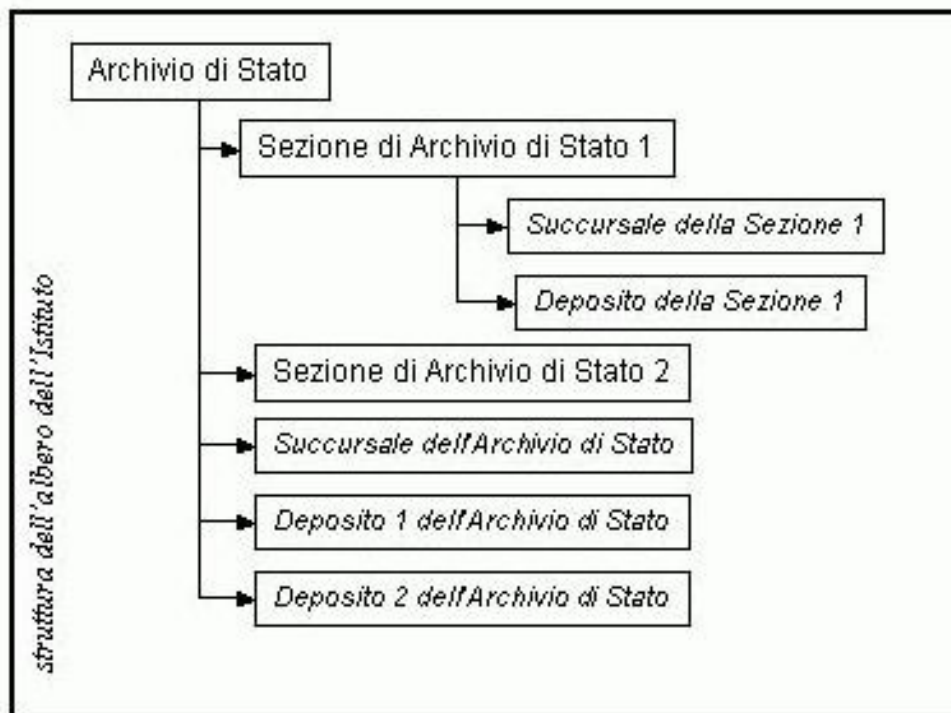 Archivio di Stato
Sezione di Archivio di Stato 1
Succursale della Sezione 1
Deposito della Sezione 1
Sezione di Archivio di Stato 2
Succursale dell'Archivio di Stato
Deposito 1 dell'Archivio di Stato
Deposito 2 dell'Archivio di Stato
struttura dell'albero dell'Istituto